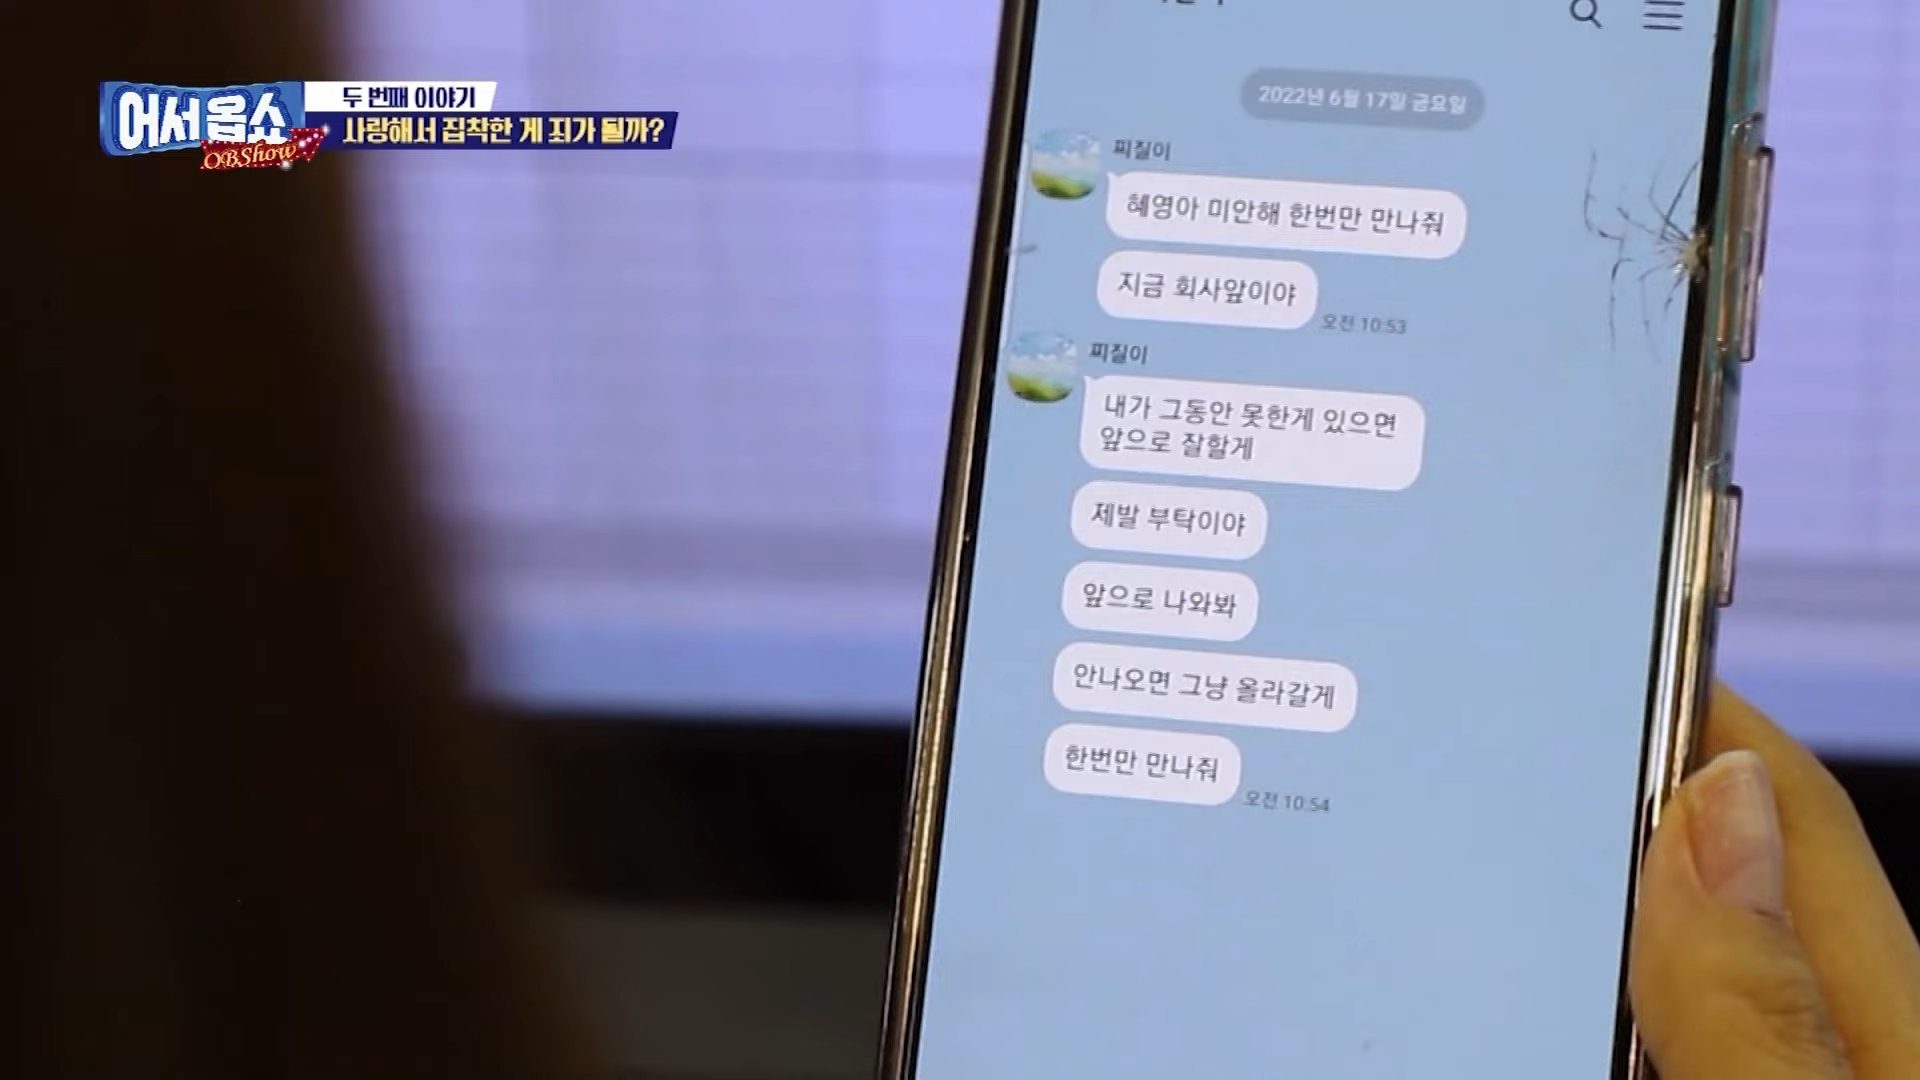 어서옵쇼
OBShow
두 번째 이야기
사랑해서 집착한 게 죄가 될까?
2022년 6월 17일 금요일
찌질이
혜영아 미안해 한번만 만나줘
지금 회사앞이야
오전 10:53
찌질이
내가 그동안 못한게 있으면
앞으로 잘할게
제발 부탁이야
앞으로 나와봐
안나오면 그냥 올라갈게
한번만 만나줘
오전 10:54